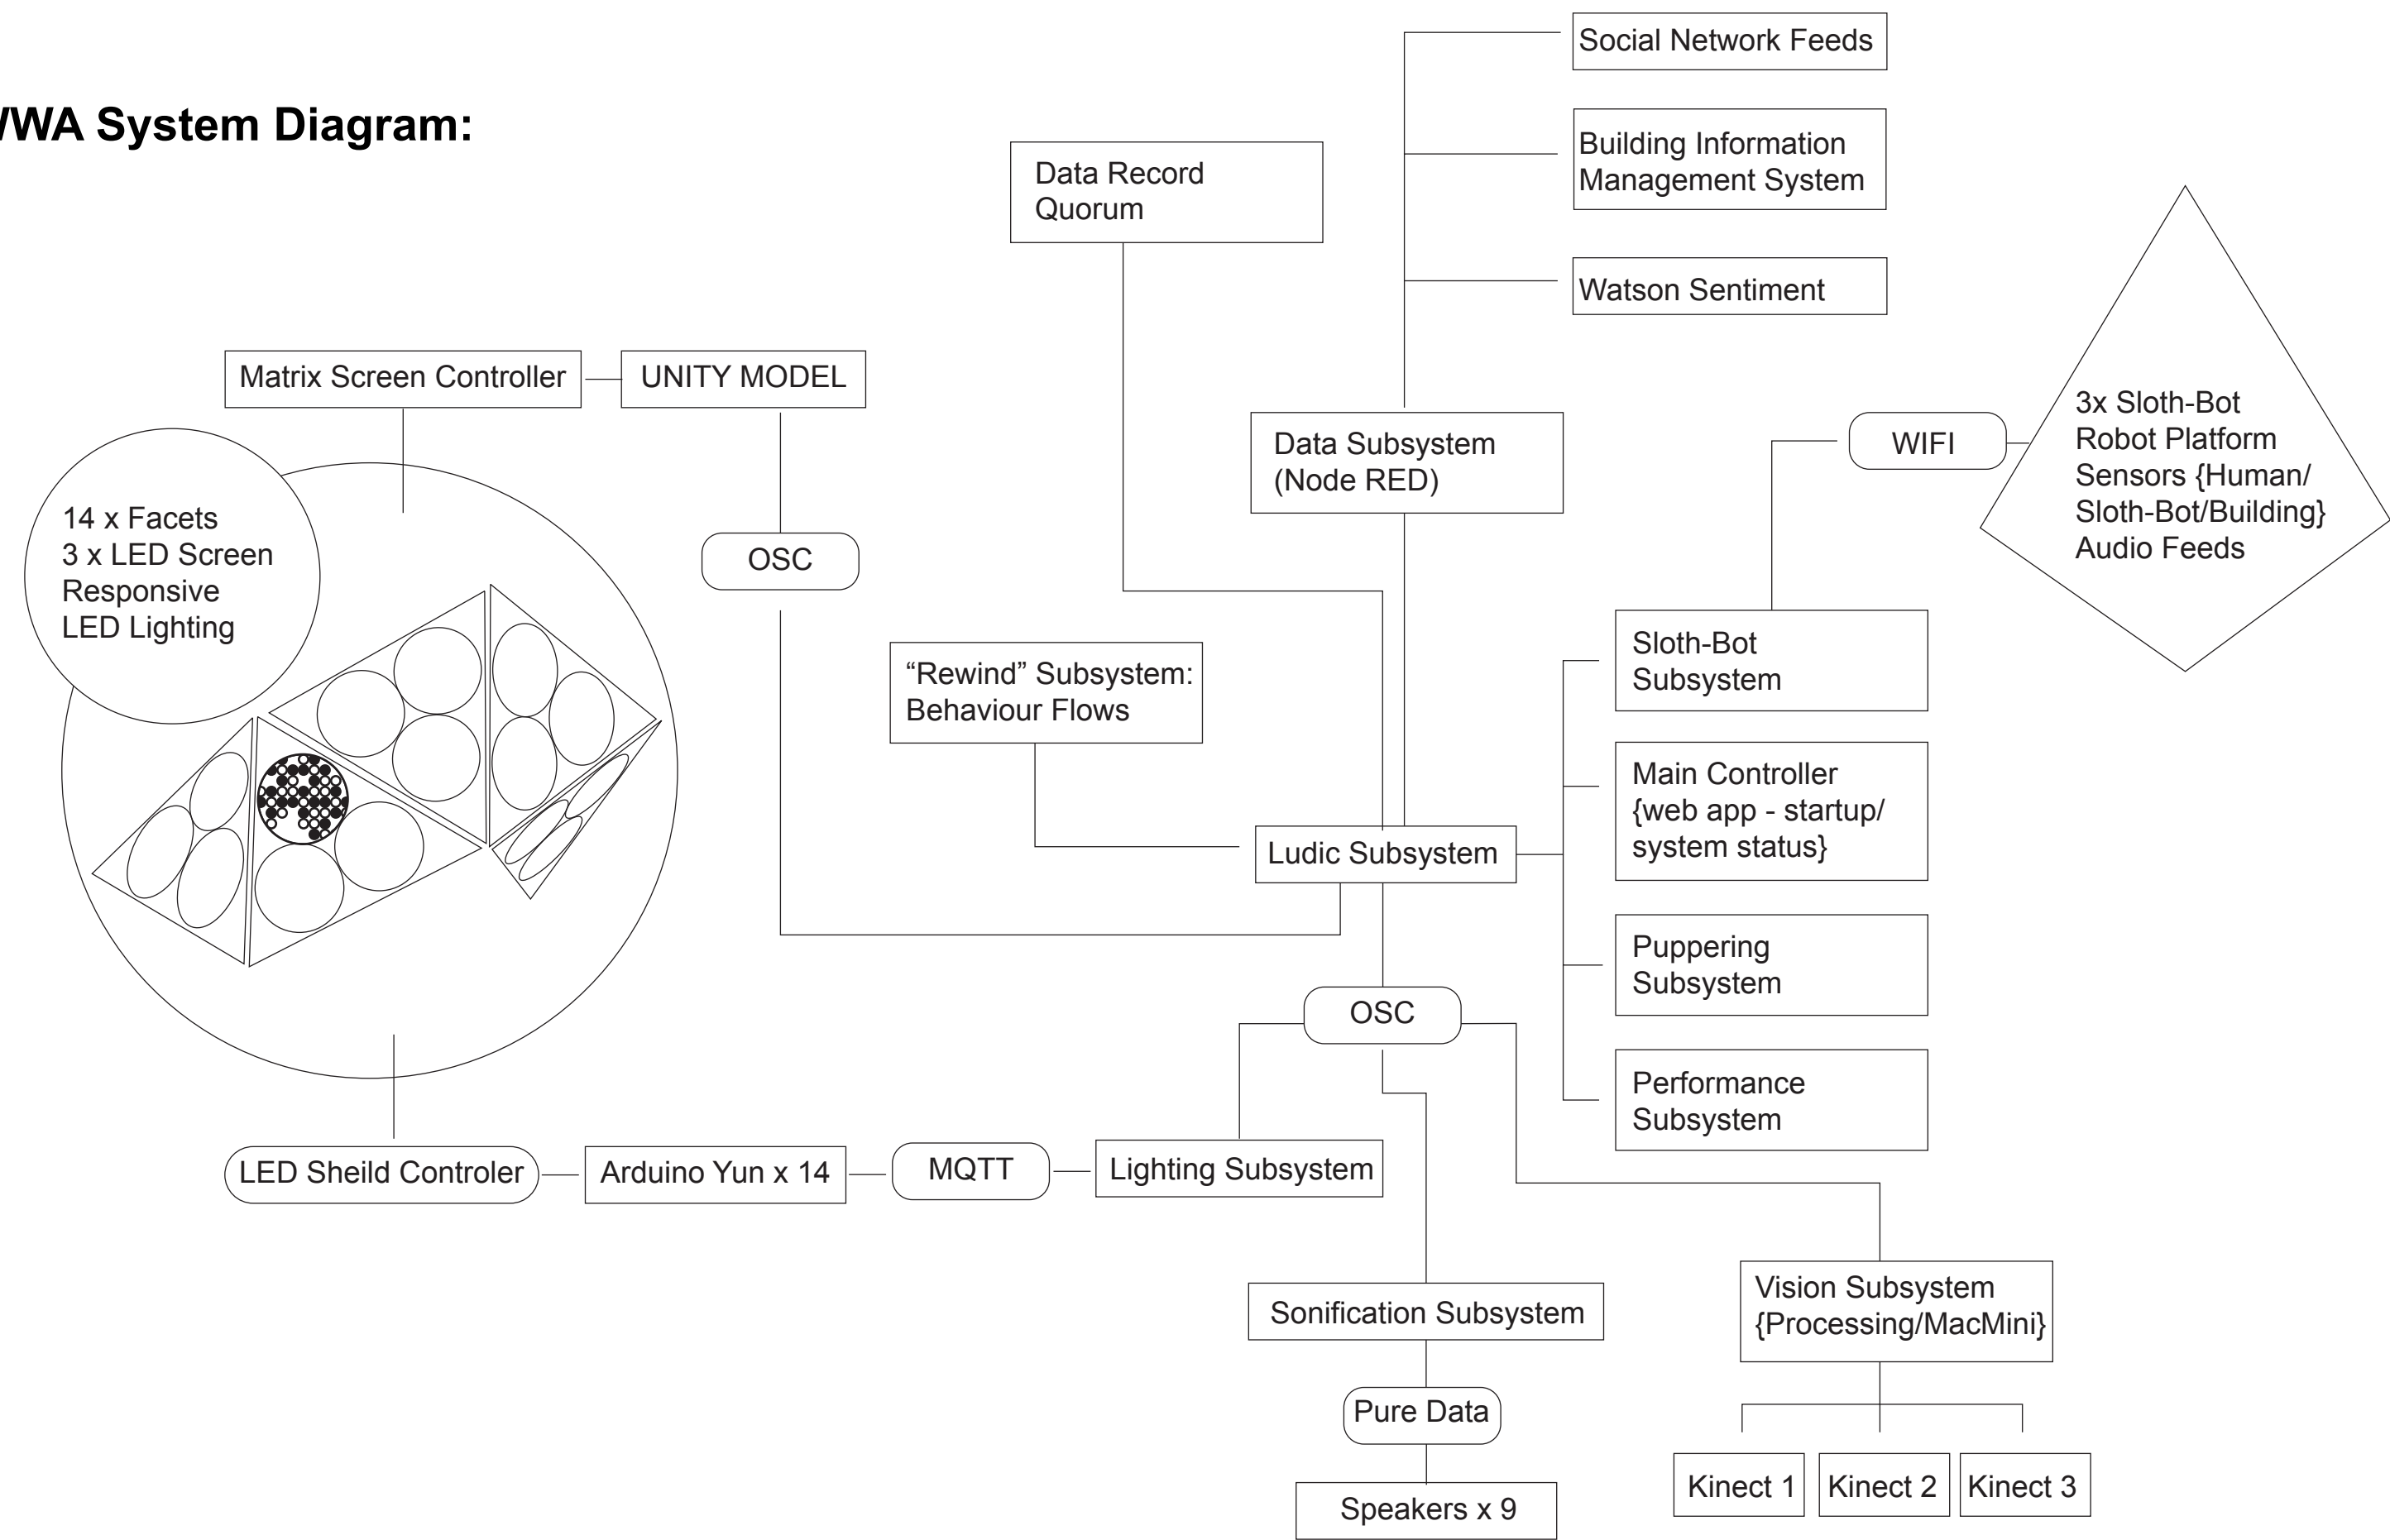 WWA System Diagram:
Social Network Feeds
Building Information
Management System
Data Record
Quorum
Watson Sentiment
Matrix Screen Controller
UNITY MODEL
3x Sloth-Bot
Robot Platform
Sensors {Human/
Sloth-Bot/Building}
Audio Feeds
WIFI
Data Subsystem
(Node RED)
14 x Facets
3 x LED Screen
Responsive
LED Lighting
OSC
“Rewind” Subsystem:
Behaviour Flows
Sloth-Bot
Subsystem
Main Controller
{web app - startup/
system status}
Ludic Subsystem
Puppering
Subsystem
OSC
Performance
Subsystem
LED Sheild Controler
Arduino Yun x 14
MQTT
Lighting Subsystem
Sonification Subsystem
Vision Subsystem
{Processing/MacMini}
Pure Data
Speakers x 9
Kinect 1
Kinect 2
Kinect 3